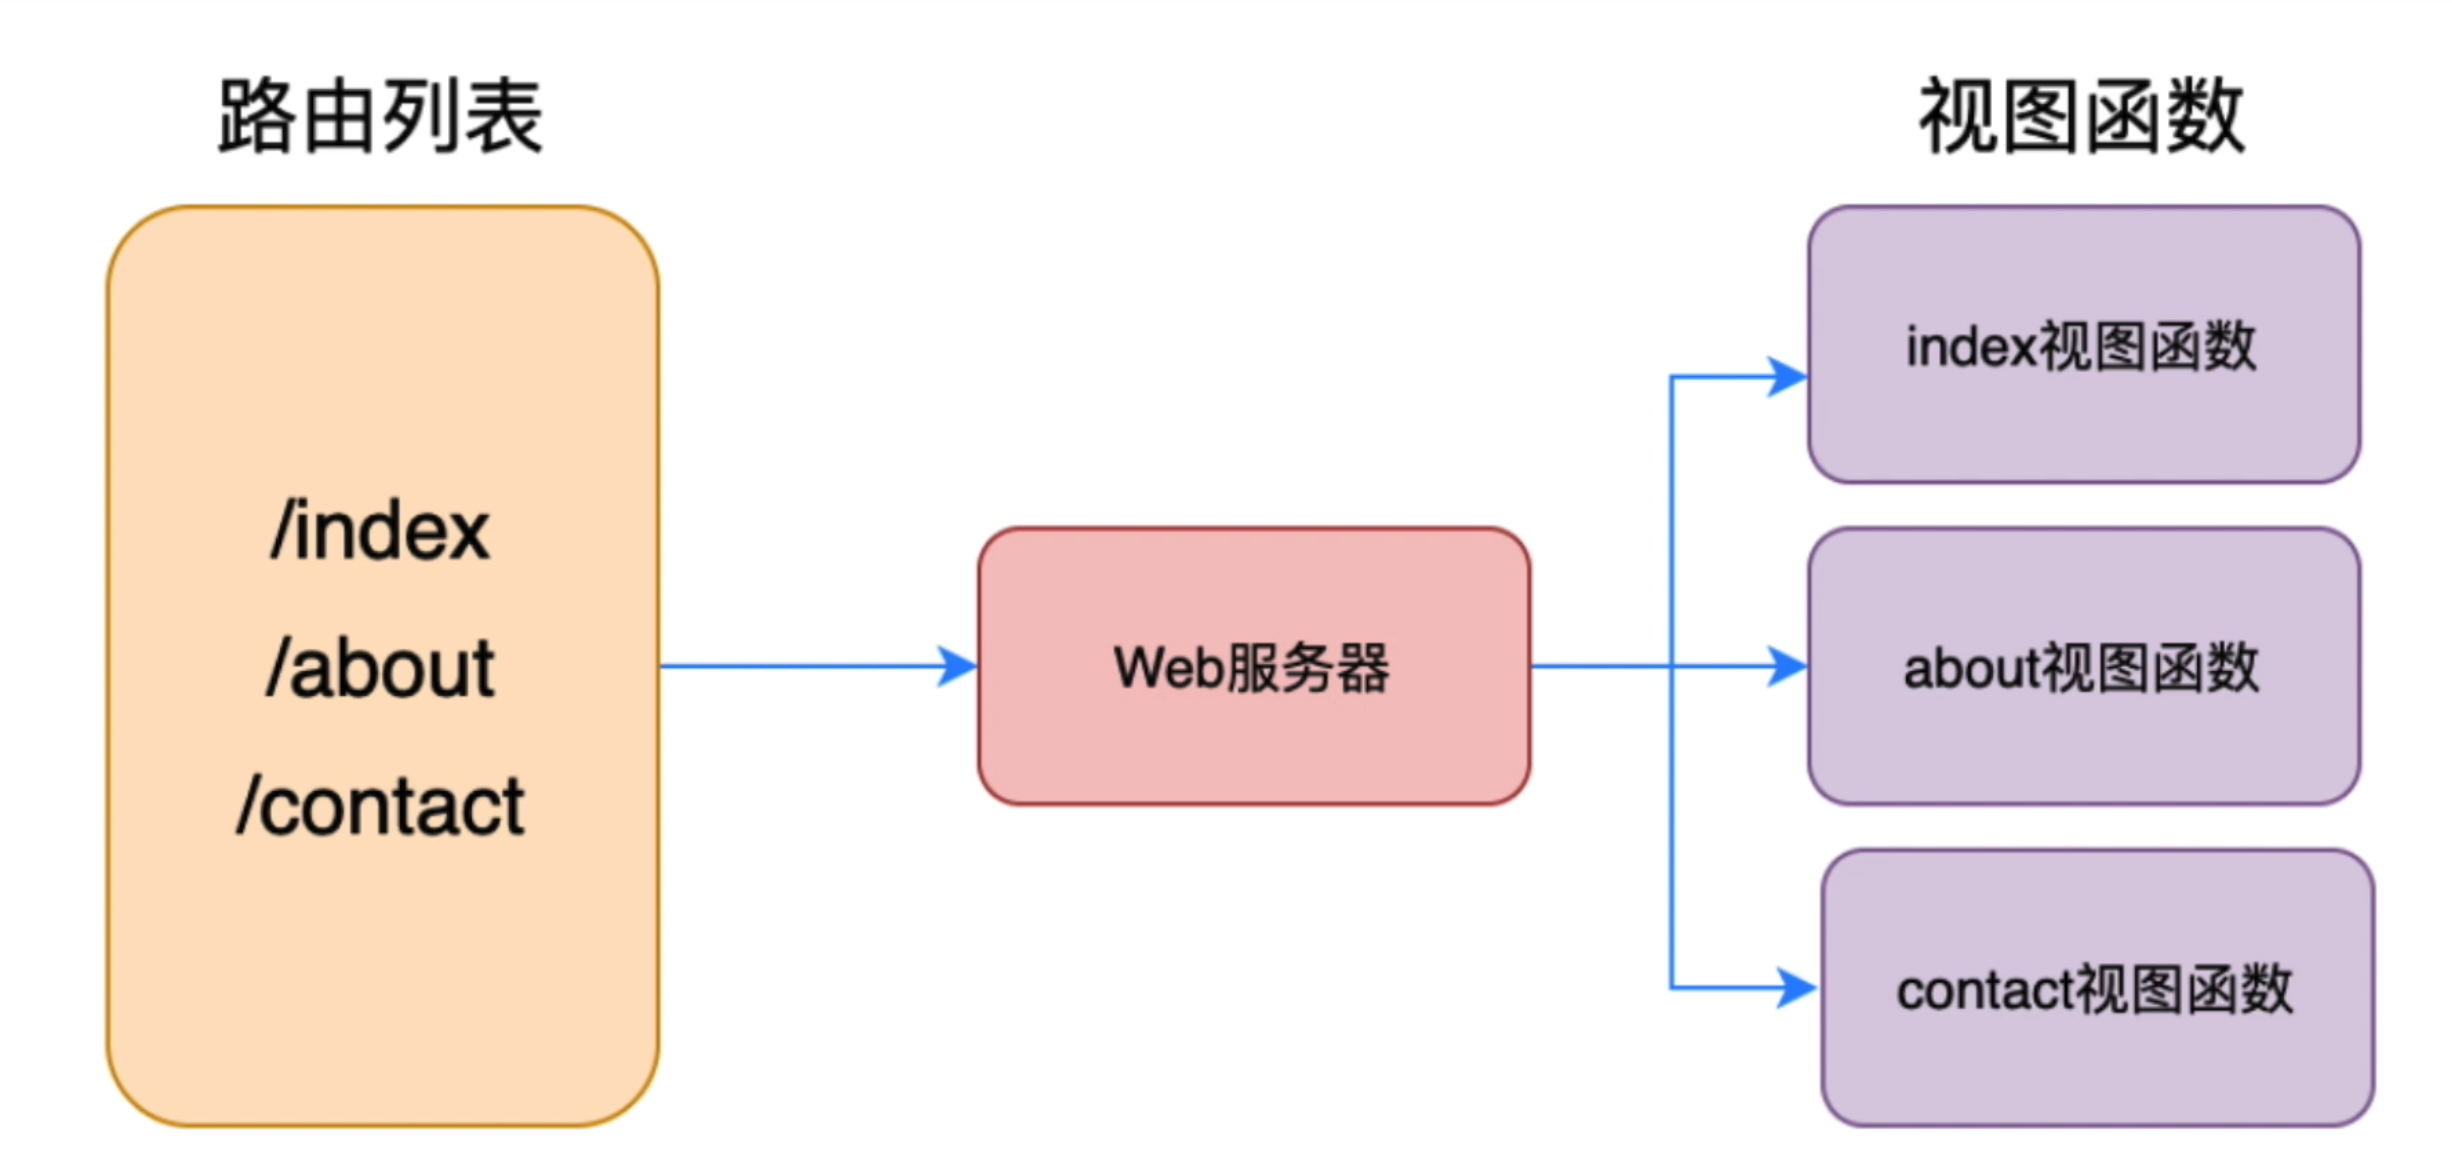 路由列表
/index
/about
/contact
Web服务器
视图函数
index视图函数
about视图函数
contact视图函数